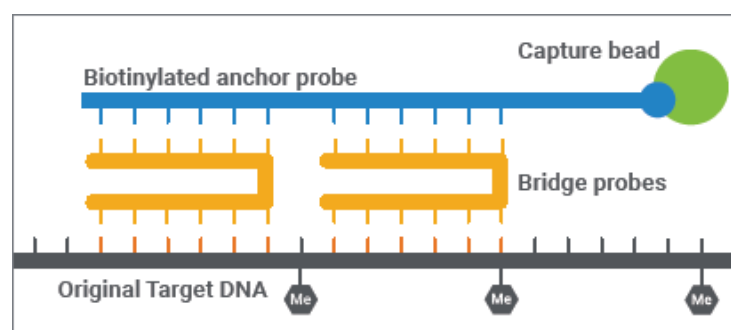 Capture bead
Biotinylated anchor probe
Bridge probes
Original Target DNA
Me
Me
Me